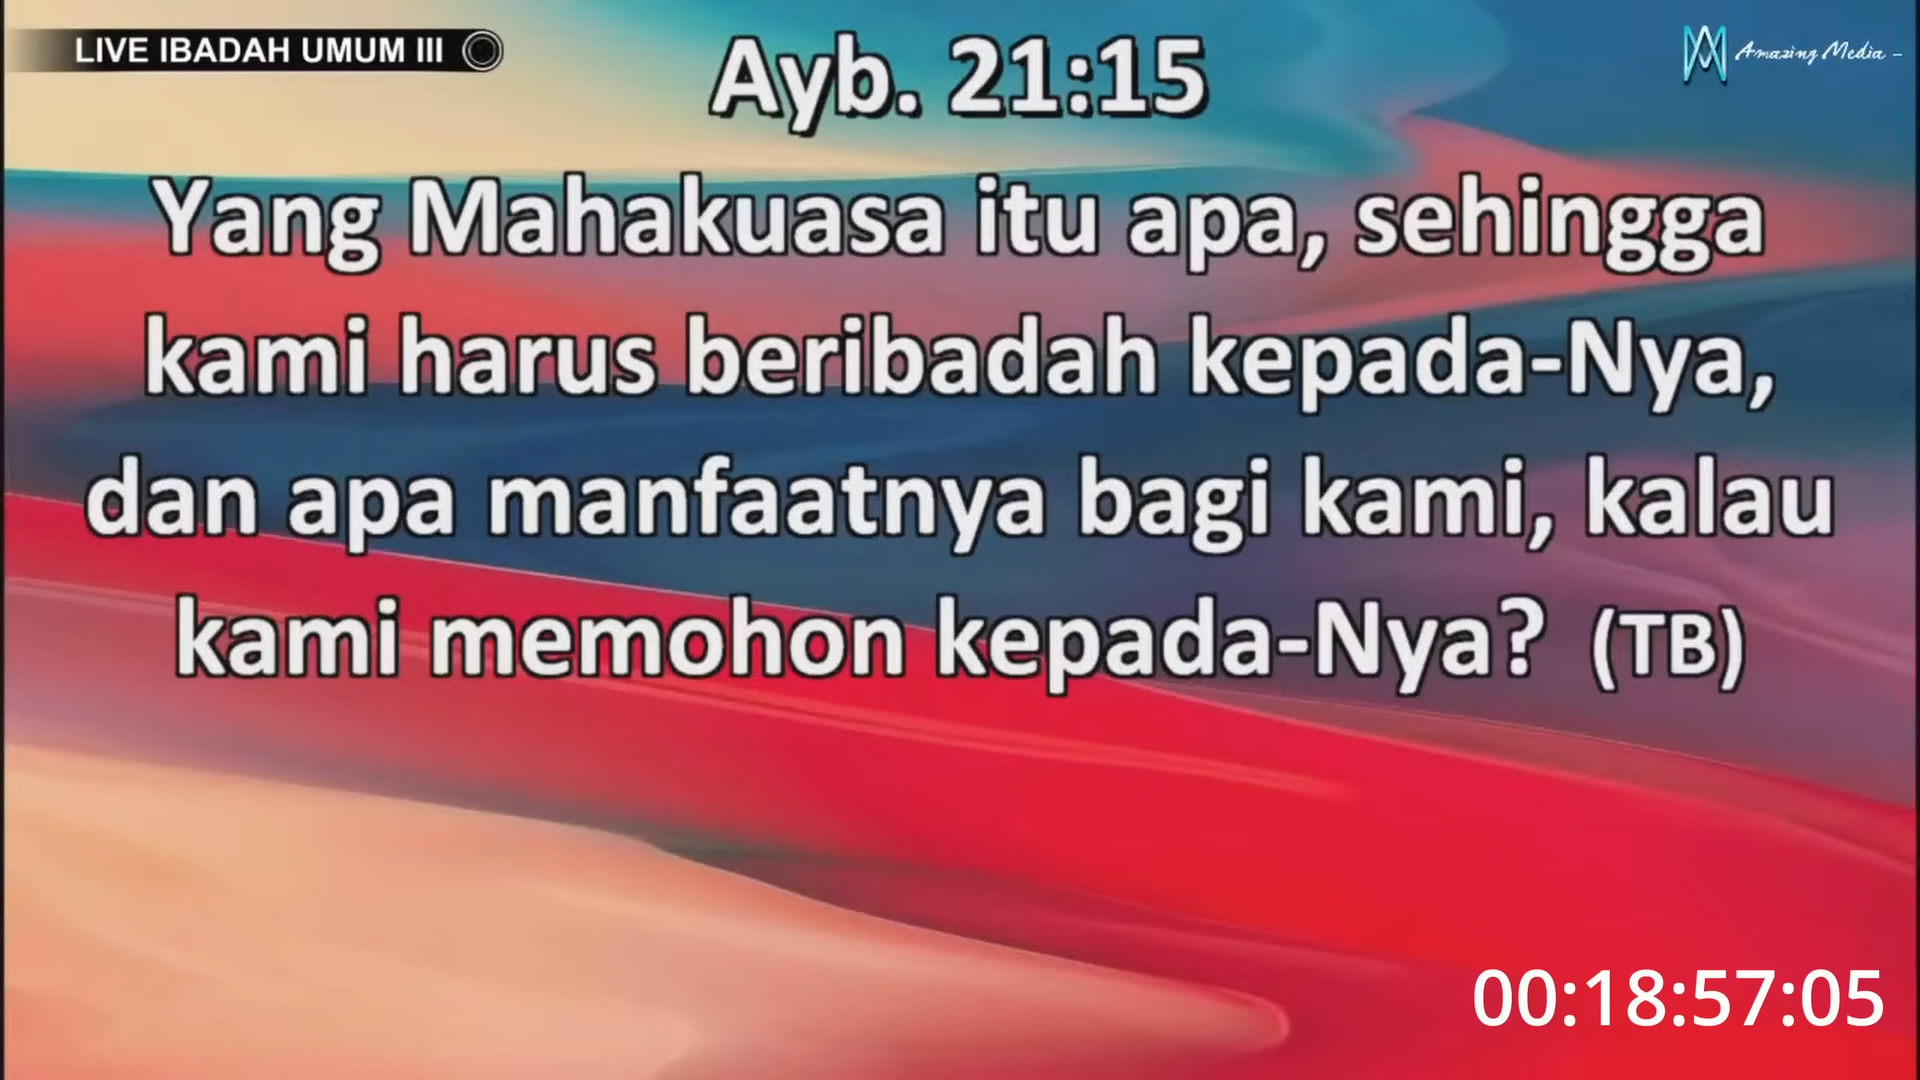 LIVE IBADAH UMUM III
Amazing Media -
Ayb. 21:15
Yang Mahakuasa itu apa, sehingga
kami harus beribadah kepada-Nya,
dan apa manfaatnya bagi kami, kalau
kami memohon kepada-Nya? (TB)
00:18:57:05